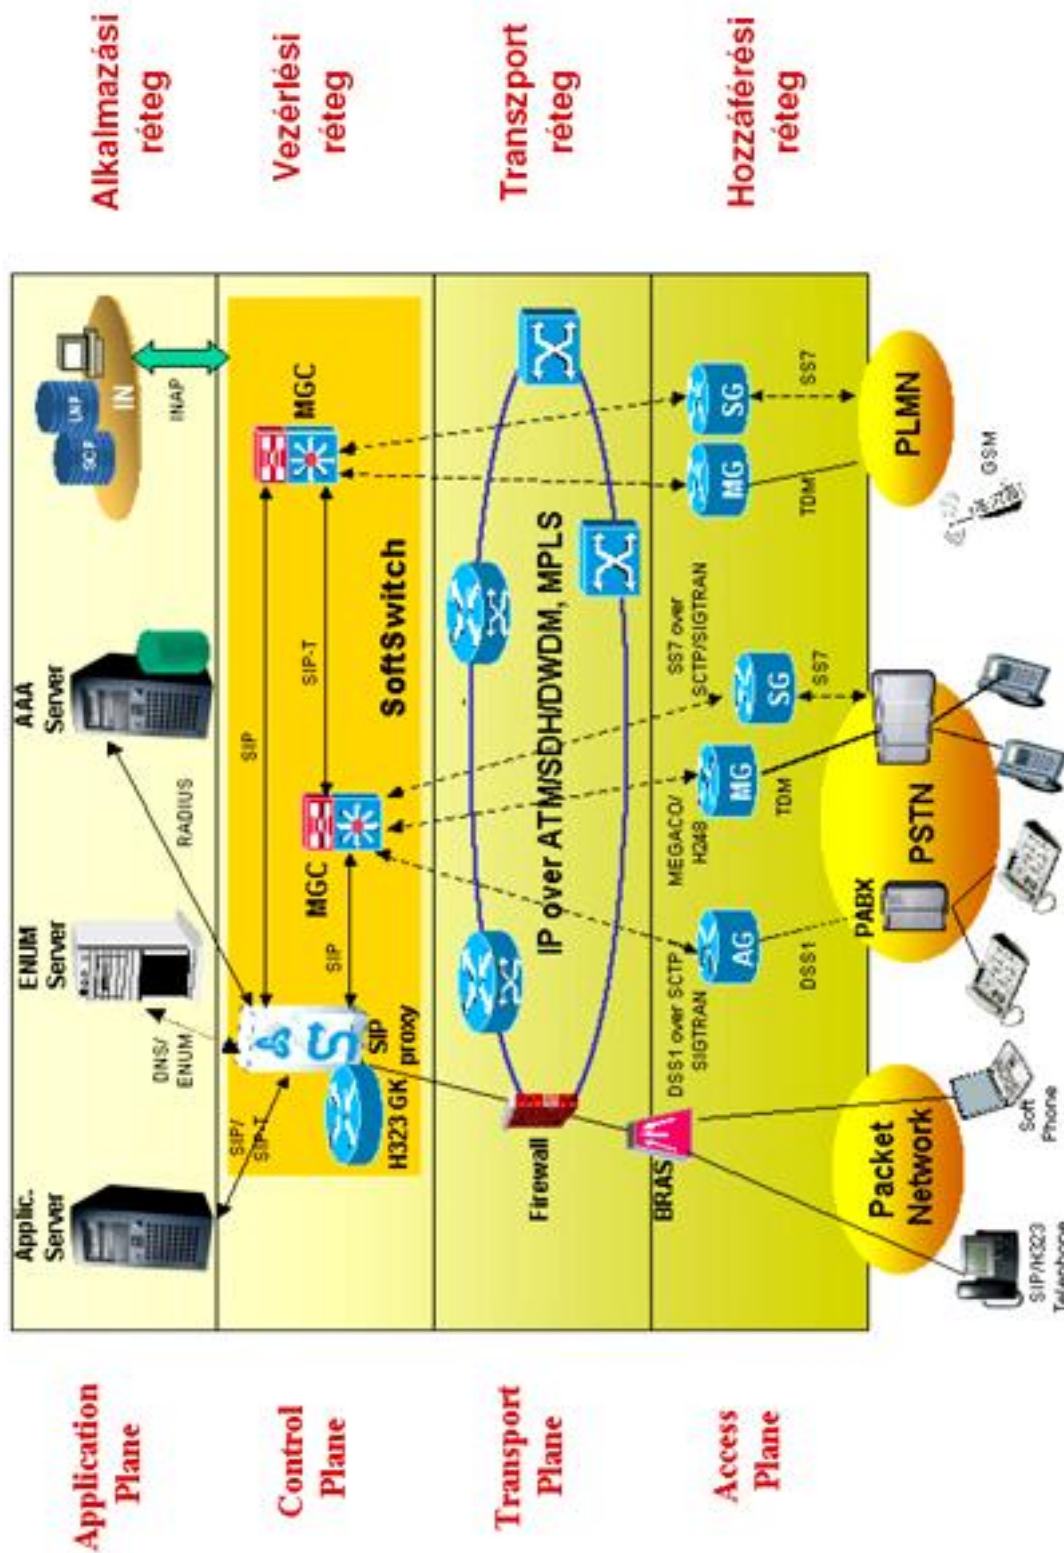 Application
Plane
Applic.
Server
ENUM
Server
AAA
Server
SCP
LNP
IN
Alkalmazási
réteg
SIP/
SIP-T
DNS/
ENUM
RADIUS
INAP
Control
Plane
SIP
SIP-T
MGC
MGC
SIP
SIP
proxy
H323 GK
SoftSwitch
Vezérlési
réteg
Transport
Plane
Firewall
IP over ATM/SDH/DWDM, MPLS
Transzport
réteg
Access
Plane
BRAS
DSS1 over SCTP/
SIGTRAN
MEGACO/
H248
SS7 over
SCTP/SIGTRAN
AG
MG
SG
MG
SG
DSS1
TDM
SS7
TDM
SS7
Hozzáférési
réteg
Packet
Network
PABX
PSTN
PLMN
SIP/H323
Telephone
Soft
Phone
GSM